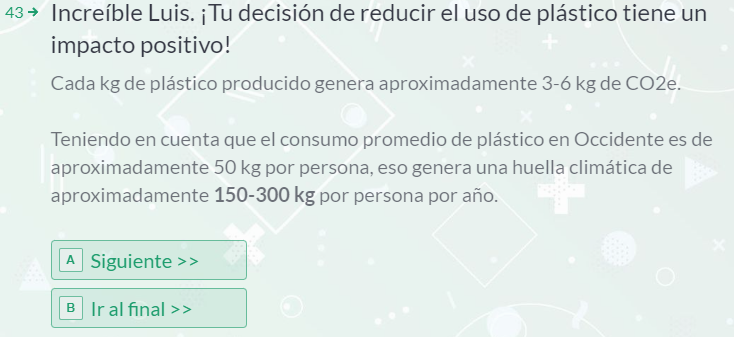 43 → Increíble Luis. ¡Tu decisión de reducir el uso de plástico tiene un
impacto positivo!
Cada kg de plástico producido genera aproximadamente 3-6 kg de CO2e.
Teniendo en cuenta que el consumo promedio de plástico en Occidente es de
aproximadamente 50 kg por persona, eso genera una huella climática de
aproximadamente 150-300 kg por persona por año.
A Siguiente >>
B Ir al final >>